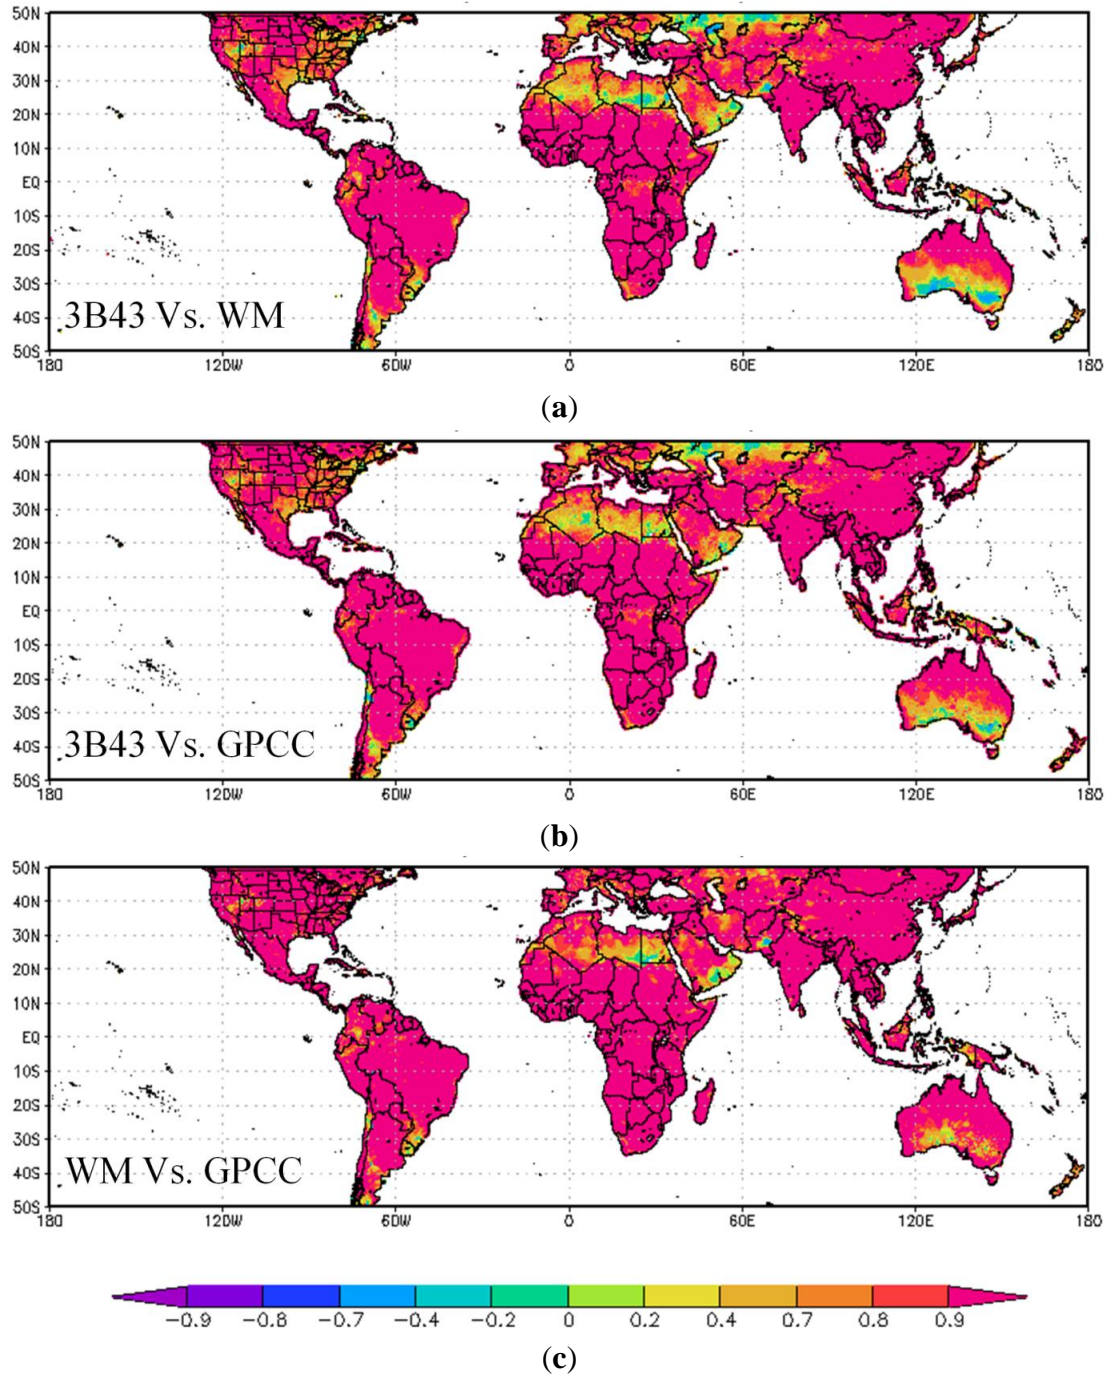 50N
40N
30N
20N
10N
EQ
10S
20S
30S
40S
50S
3B43 Vs. WM
180 120W 60W 0 60E 120E 180
(a)
50N
40N
30N
20N
10N
EQ
10S
20S
30S
40S
50S
3B43 Vs. GPCC
180 120W 60W 0 60E 120E 180
(b)
50N
40N
30N
20N
10N
EQ
10S
20S
30S
40S
50S
WM Vs. GPCC
180 120W 60W 0 60E 120E 180
-0.9 -0.8 -0.7 -0.4 -0.2 0 0.2 0.4 0.7 0.8 0.9
(c)